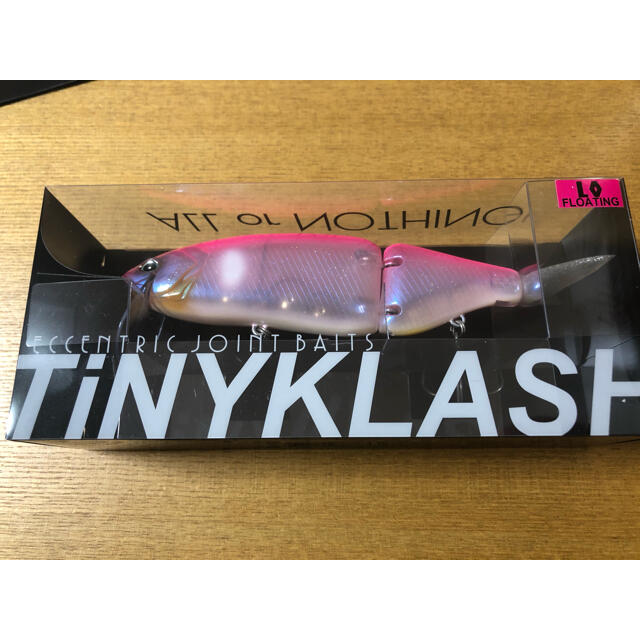 LO
FLOATING
ALL or NOTHING
ECCENTRIC JOINT BAITS
TiNYKLASH